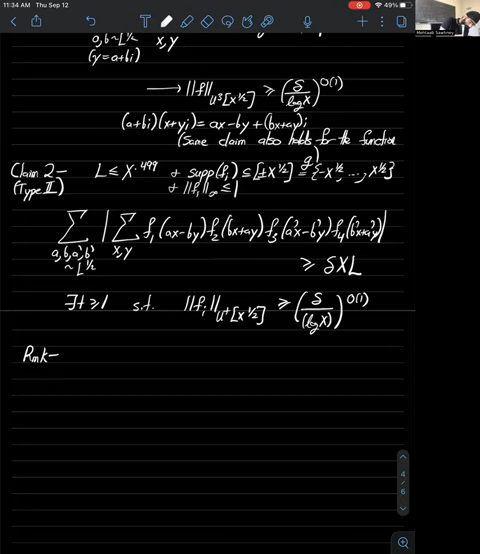 11:34 AM Thu Sep 12
49%
Mehtaab Sawhney
a,b~L^{1/2} x,y
(γ = a+bi)
⟶ ||f||_{U^3[X^{1/2}]} ≥ (δ/log X)^{O(1)}
(a+bi)(x+yi) = ax-by + (bx+ay)i
(Same claim also holds for the function g)
Claim 2- L ≤ X^{.499} + supp(f_i) ⊆ [±X^{1/2}] = {-X^{1/2}, ..., X^{1/2}}
(Type II) + ||f_i||_∞ ≤ 1
∑_{a,b,a',b' ~L^{1/2}} |∑_{x,y} f_1(ax-by) f_2(bx+ay) f_3(a'x-b'y) f_4(b'x+a'y)|
≥ δXL
∃t≥1 s.t. ||f_i||_{U^t[X^{1/2}]} ≥ (δ/(log X))^{O(1)}
Rmk-
4
6